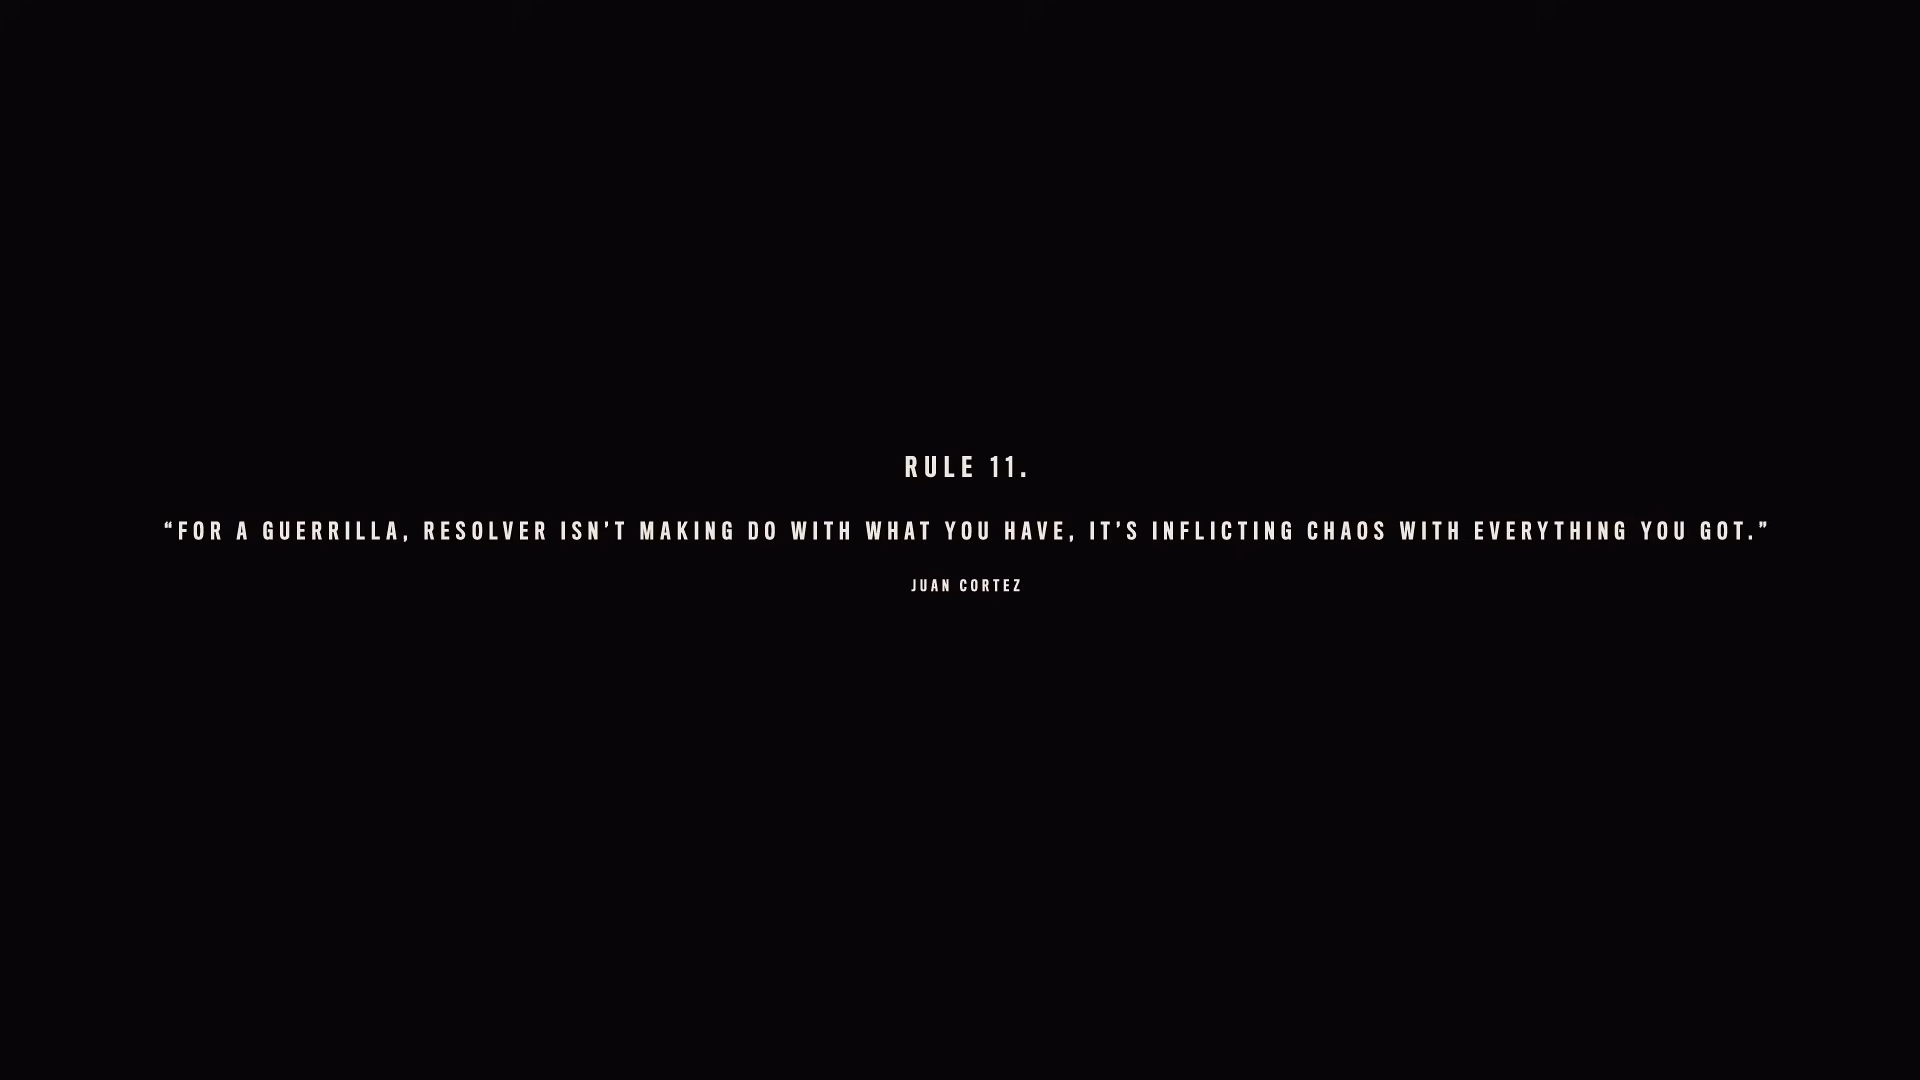 RULE 11.
“FOR A GUERRILLA, RESOLVER ISN’T MAKING DO WITH WHAT YOU HAVE, IT’S INFLICTING CHAOS WITH EVERYTHING YOU GOT.”
JUAN CORTEZ